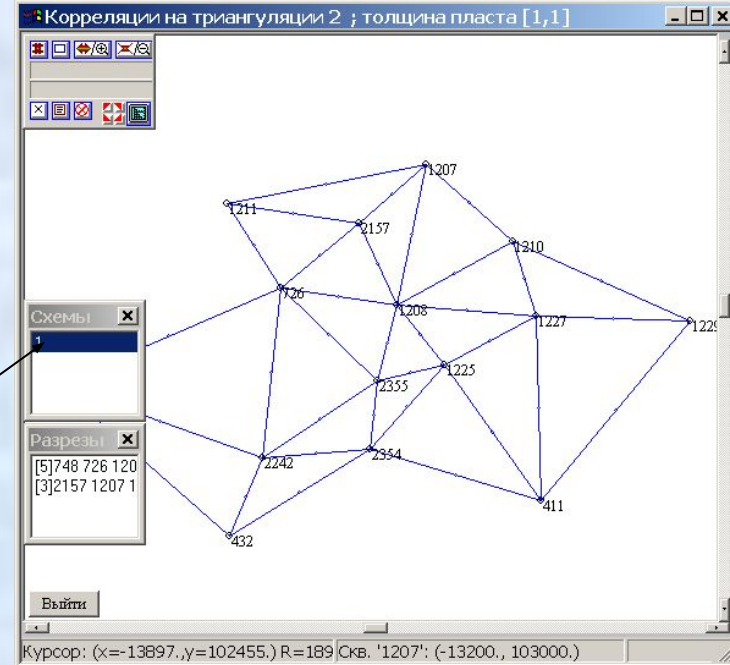 Корреляции на триангуляции 2 ; толщина пласта [1,1]
1207
1211
2157
1210
726
1208
1227
1229
Схемы
1
1225
2355
Разрезы
[5]748 726 120
[3]2157 1207 1
2242
2354
411
432
Выйти
Курсор: (x=-13897.,y=102455.) R=189
Скв. '1207': (-13200., 103000.)